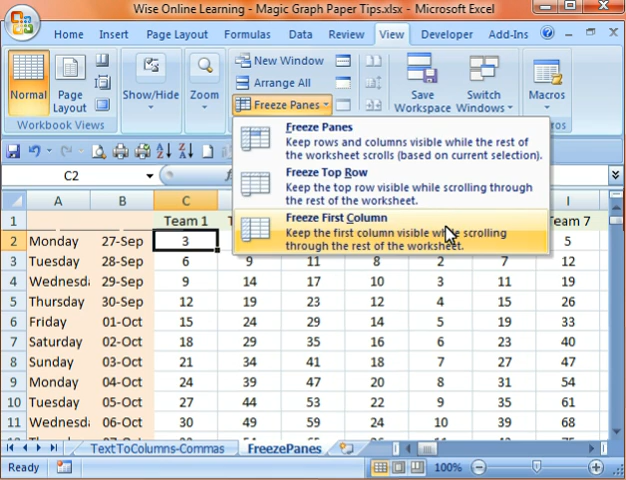 Wise Online Learning - Magic Graph Paper Tips.xlsx - Microsoft Excel
Home Insert Page Layout Formulas Data Review View Developer Add-Ins
Normal Page Layout Show/Hide Zoom New Window Arrange All Freeze Panes Save Workspace Switch Windows Macros
Workbook Views
Freeze Panes
Keep rows and columns visible while the rest of
the worksheet scrolls (based on current selection).
Freeze Top Row
Keep the top row visible while scrolling through
the rest of the worksheet.
Freeze First Column
Keep the first column visible while scrolling
through the rest of the worksheet.
C2
A B C I
1 Team 1 Team 7
2 Monday 27-Sep 3 5
3 Tuesday 28-Sep 6 9 11 8 2 7 12
4 Wednesd 29-Sep 9 14 17 10 3 11 19
5 Thursday 30-Sep 12 19 23 12 4 15 26
6 Friday 01-Oct 15 24 29 14 5 19 33
7 Saturday 02-Oct 18 29 35 16 6 23 40
8 Sunday 03-Oct 21 34 41 18 7 27 47
9 Monday 04-Oct 24 39 47 20 8 31 54
10 Tuesday 05-Oct 27 44 53 22 9 35 61
11 Wednesd 06-Oct 30 49 59 24 10 39 68
TextToColumns-Commas FreezePanes
Ready 100%